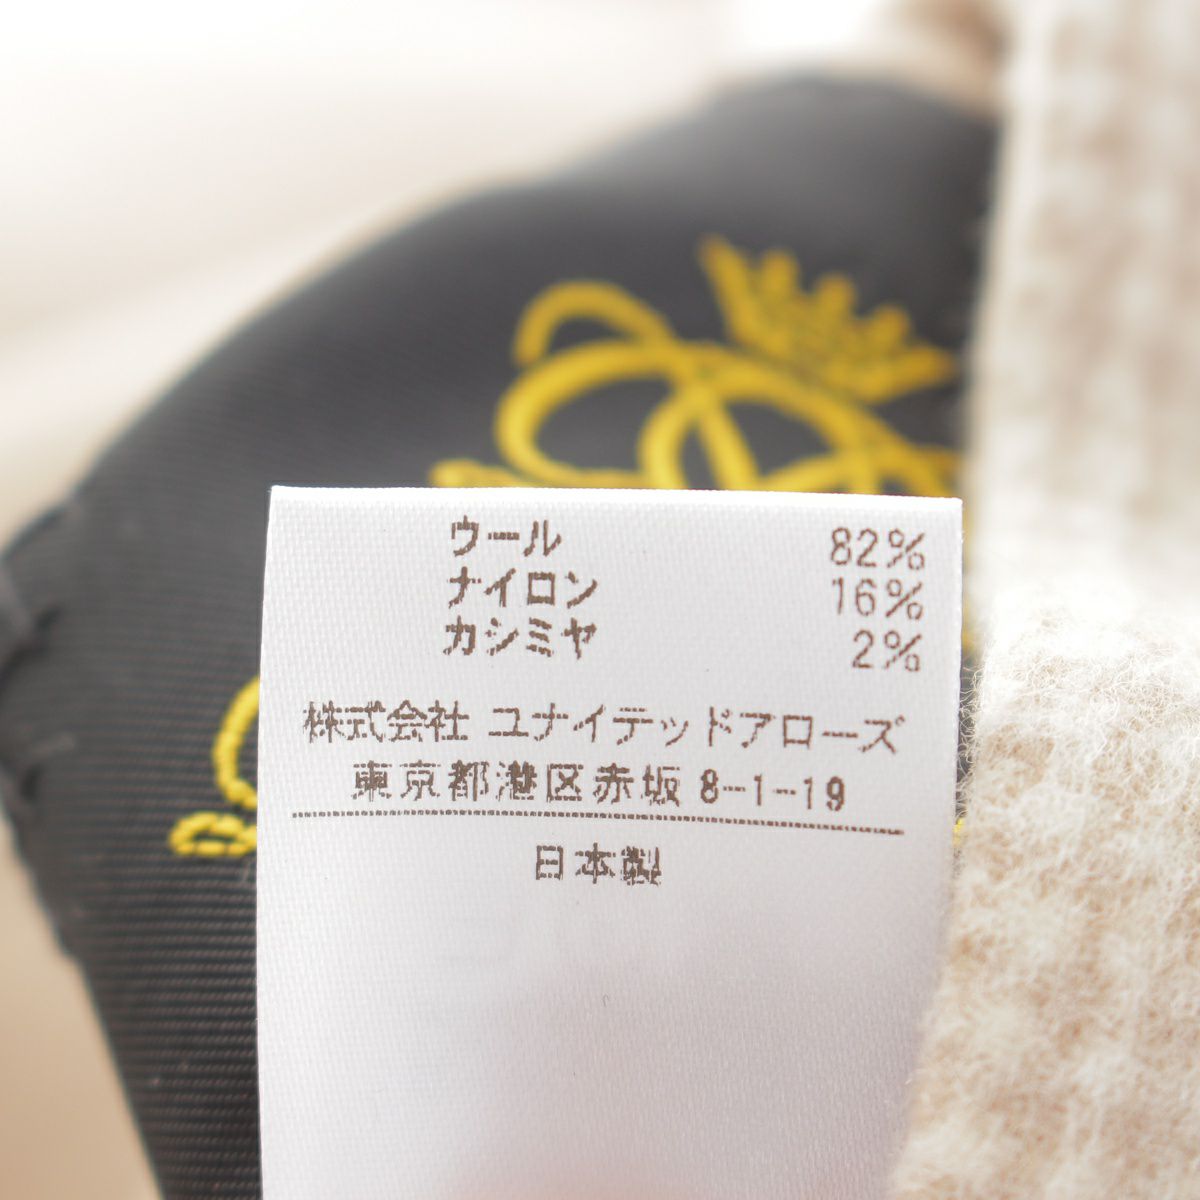 ウール 82%
ナイロン 16%
カシミヤ 2%
株式会社 ユナイテッドアローズ
東京都港区赤坂 8-1-19
日本製